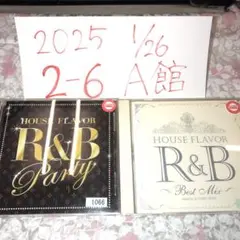 2025 1/26
2-6 A館
HOUSE FLAVOR
R&B
Party
1066
HOUSE FLAVOR
R&B
Best Mix